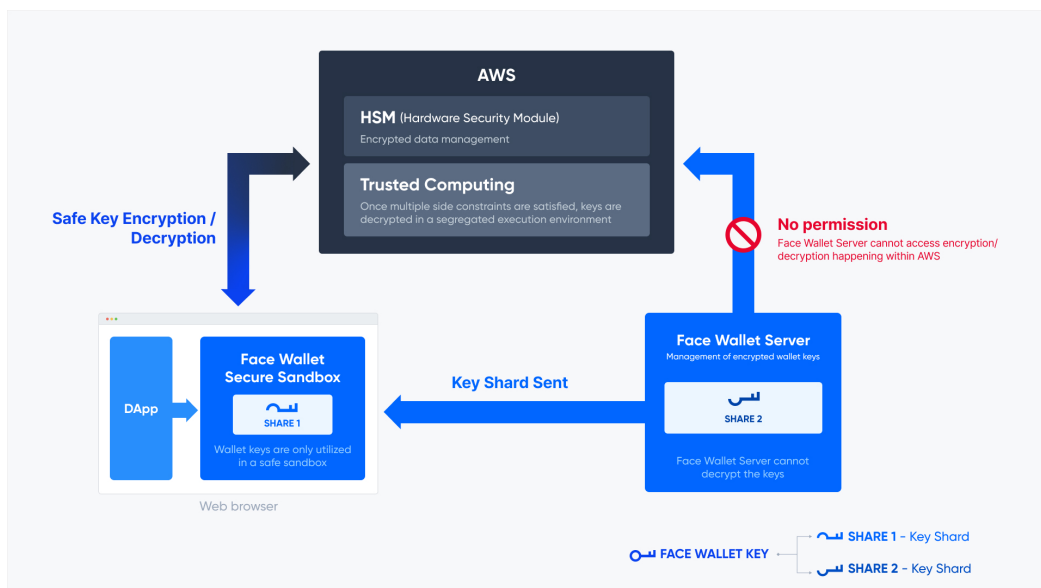 AWS
HSM (Hardware Security Module)
Encrypted data management
Trusted Computing
Once multiple side constraints are satisfied, keys are
decrypted in a segregated execution environment
Safe Key Encryption /
Decryption
No permission
Face Wallet Server cannot access encryption/
decryption happening within AWS
DApp
Face Wallet
Secure Sandbox
SHARE 1
Wallet keys are only utilized
in a safe sandbox
Web browser
Key Shard Sent
Face Wallet Server
Management of encrypted wallet keys
SHARE 2
Face Wallet Server cannot
decrypt the keys
FACE WALLET KEY
SHARE 1 - Key Shard
SHARE 2 - Key Shard